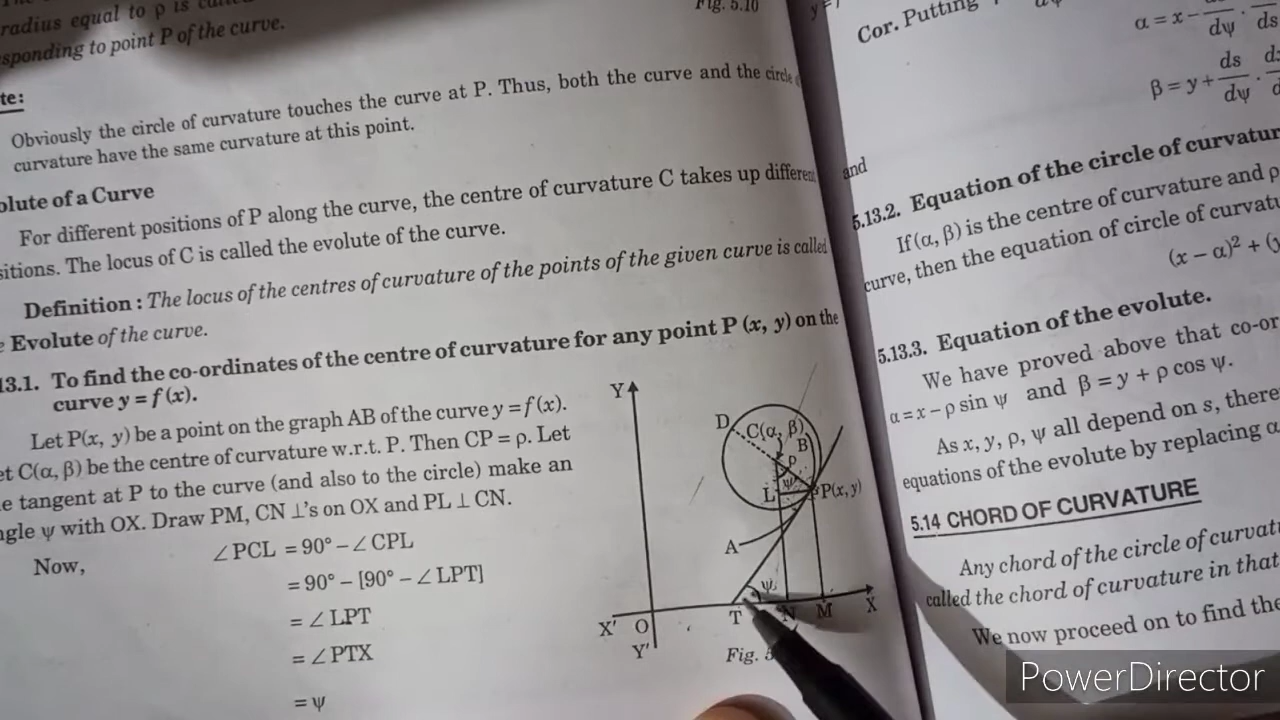 radius equal to ρ is
sponding to point P of the curve.
Fig. 5.10
te:
Obviously the circle of curvature touches the curve at P. Thus, both the curve and the circle
curvature have the same curvature at this point.
olute of a Curve
For different positions of P along the curve, the centre of curvature C takes up different
sitions. The locus of C is called the evolute of the curve.
Definition : The locus of the centres of curvature of the points of the given curve is called
e Evolute of the curve.
13.1. To find the co-ordinates of the centre of curvature for any point P (x, y) on the
curve y = f (x).
Let P(x, y) be a point on the graph AB of the curve y = f (x).
et C(α, β) be the centre of curvature w.r.t. P. Then CP = ρ. Let
e tangent at P to the curve (and also to the circle) make an
ngle ψ with OX. Draw PM, CN ⊥'s on OX and PL ⊥ CN.
Now, ∠PCL = 90° – ∠CPL
= 90° – [90° – ∠LPT]
= ∠LPT
= ∠PTX
= ψ
Y
D C(α, β)
B
ρ
ψ
L P(x, y)
A
ψ
X' O T N M X
Y'
Fig. 5
y =
Cor. Putting
α = x – dψ · ds
β = y + ds/dψ ·
and
5.13.2. Equation of the circle of curvatur
If (α, β) is the centre of curvature and ρ
curve, then the equation of circle of curvatu
(x – α)² + (
5.13.3. Equation of the evolute.
We have proved above that co-or
α = x – ρ sin ψ and β = y + ρ cos ψ.
As x, y, ρ, ψ all depend on s, there
equations of the evolute by replacing α
5.14 CHORD OF CURVATURE
Any chord of the circle of curvat
called the chord of curvature in that
We now proceed on to find the
PowerDirector